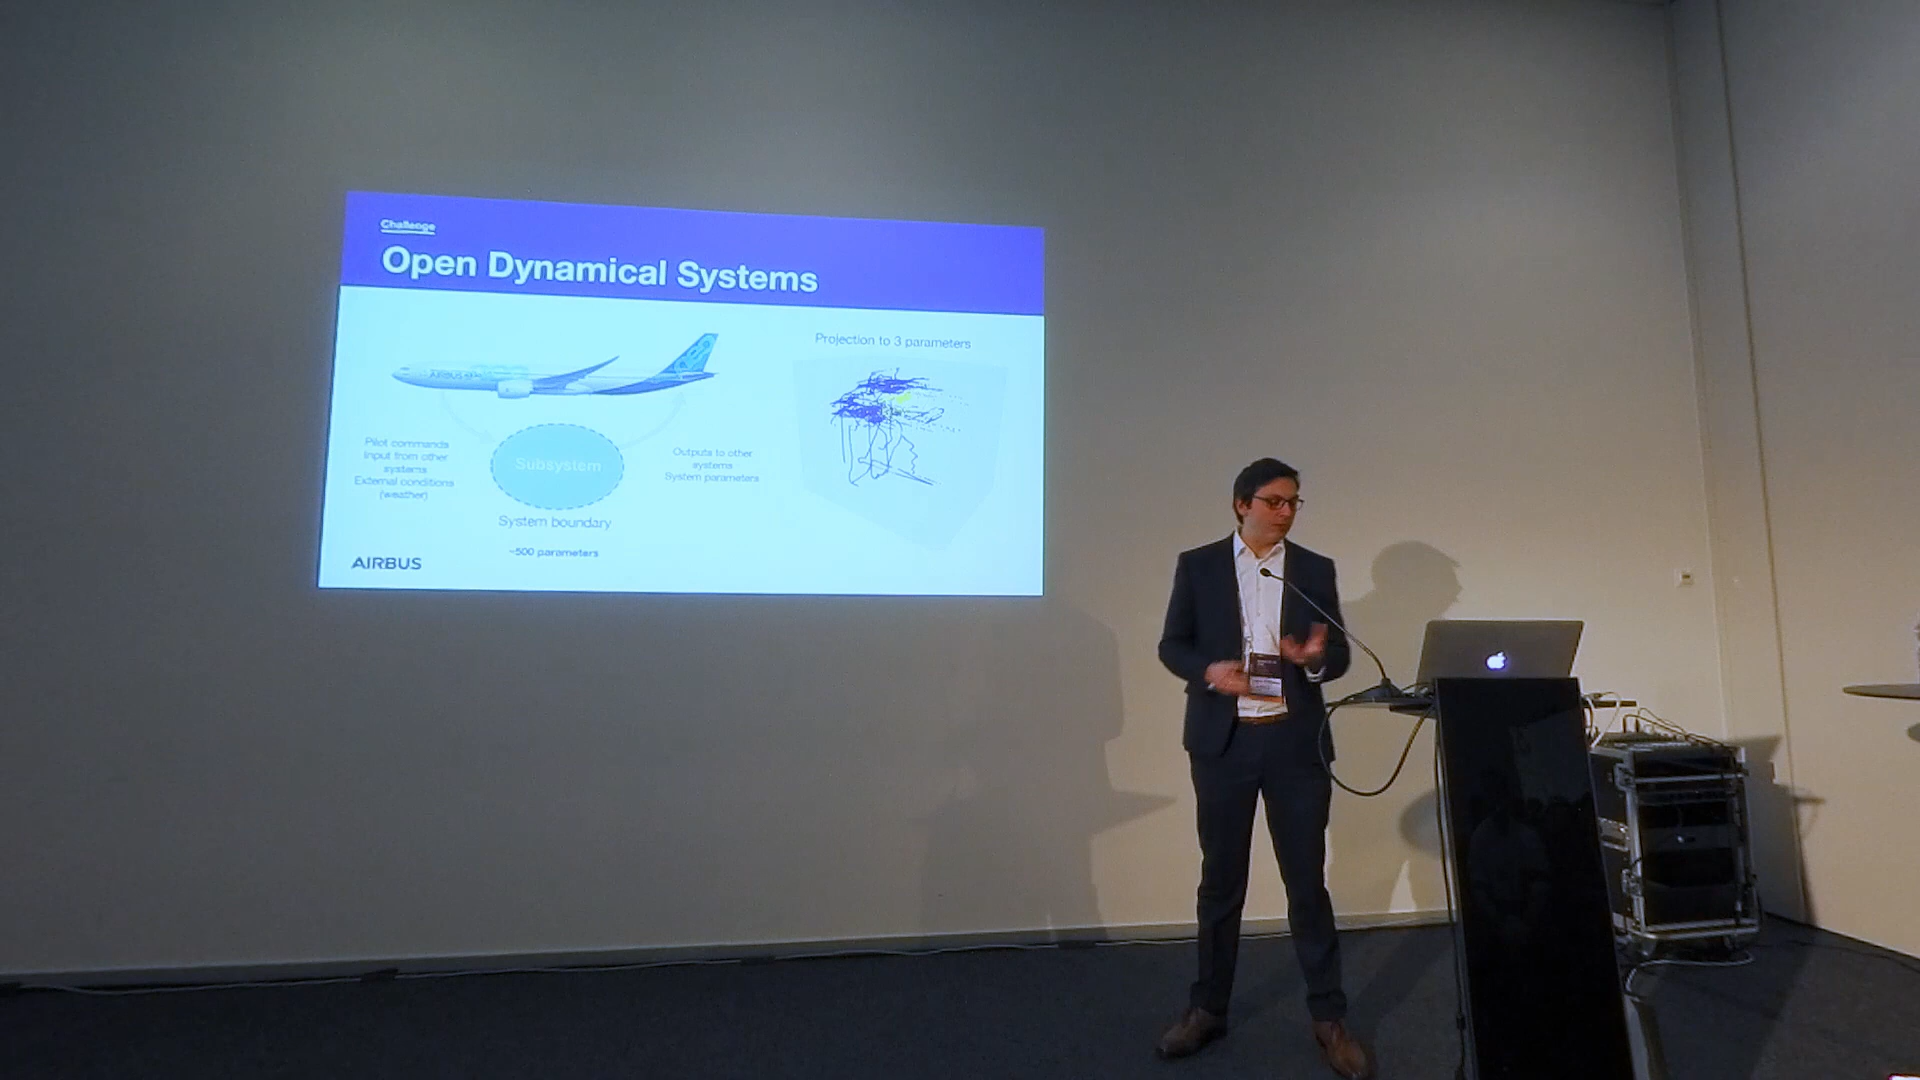 Challenge
Open Dynamical Systems
Projection to 3 parameters
AIRBUS
Pilot commands
Input from other
systems
External conditions
(weather)
Subsystem
Outputs to other
systems
System parameters
System boundary
~500 parameters
AIRBUS